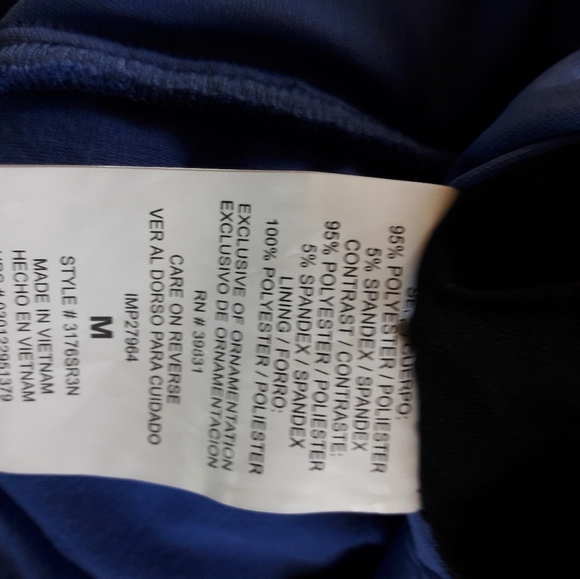 CUERPO:
95% POLYESTER / POLIESTER
5% SPANDEX / SPANDEX
CONTRAST / CONTRASTE:
95% POLYESTER / POLIESTER
5% SPANDEX / SPANDEX
LINING / FORRO:
100% POLYESTER / POLIESTER
EXCLUSIVE OF ORNAMENTATION
EXCLUSIVO DE ORNAMENTACION
RN # 39831
CARE ON REVERSE
VER AL DORSO PARA CUIDADO
IMP27964
M
STYLE # 3176SR3N
MADE IN VIETNAM
HECHO EN VIETNAM